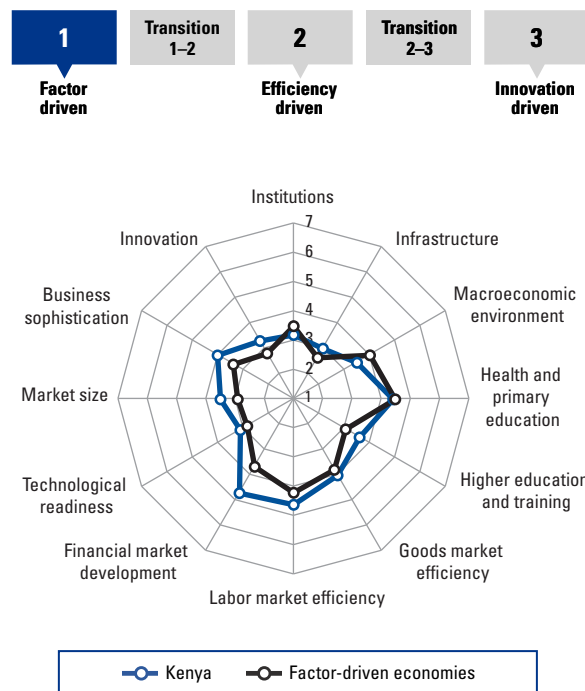 1
Transition
1–2
2
Transition
2–3
3
Factor
driven
Efficiency
driven
Innovation
driven
Institutions
Infrastructure
Macroeconomic
environment
Health and
primary
education
Higher education
and training
Goods market
efficiency
Labor market efficiency
Financial market
development
Technological
readiness
Market size
Business
sophistication
Innovation
7
6
5
4
3
2
1
Kenya
Factor-driven economies